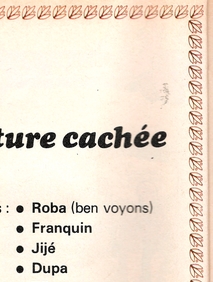 ture cachée
s : • Roba (ben voyons)
• Franquin
• Jijé
• Dupa